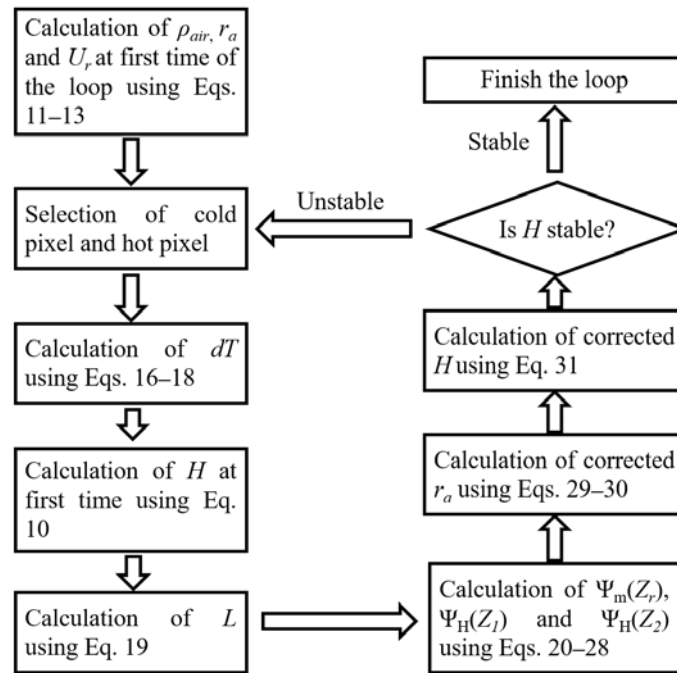 Calculation of ρair, ra
and Ur at first time of
the loop using Eqs.
11–13
Selection of cold
pixel and hot pixel
Calculation of dT
using Eqs. 16–18
Calculation of H at
first time using Eq.
10
Calculation of L
using Eq. 19
Calculation of Ψm(Zr),
ΨH(Z1) and ΨH(Z2)
using Eqs. 20–28
Calculation of corrected
ra using Eqs. 29–30
Calculation of corrected
H using Eq. 31
Is H stable?
Unstable
Stable
Finish the loop